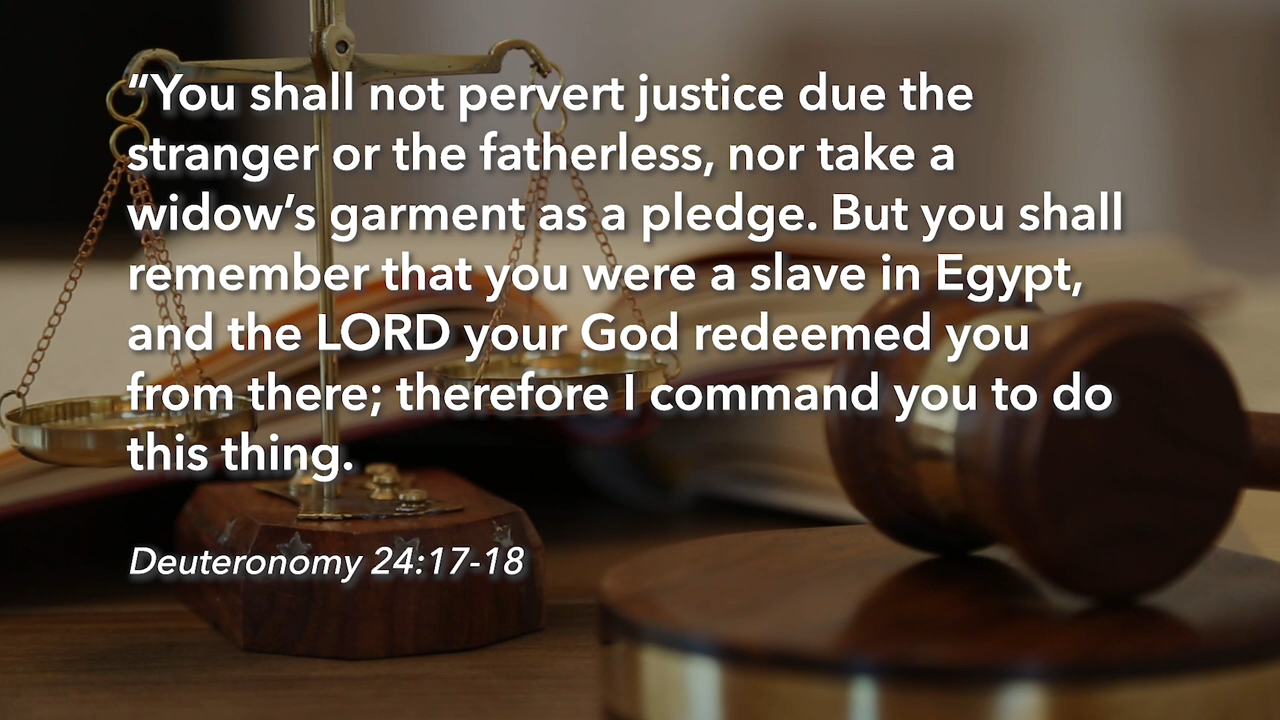 “You shall not pervert justice due the
stranger or the fatherless, nor take a
widow’s garment as a pledge. But you shall
remember that you were a slave in Egypt,
and the LORD your God redeemed you
from there; therefore I command you to do
this thing.
Deuteronomy 24:17-18